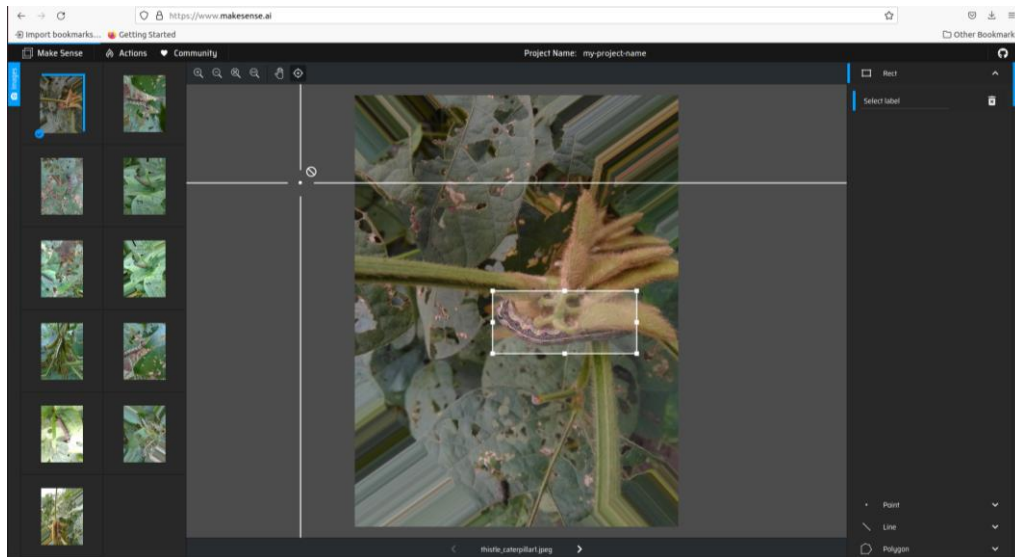 https://www.makesense.ai
Import bookmarks...
Getting Started
Other Bookmark
Make Sense
Actions
Community
Project Name: my-project-name
Images
Rect
Select label
Point
Line
Polygon
thistle_caterpillar1.jpeg